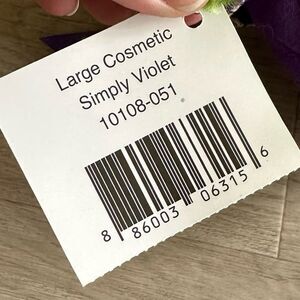 Large Cosmetic
Simply Violet
10108-051
8 86003 06315 6